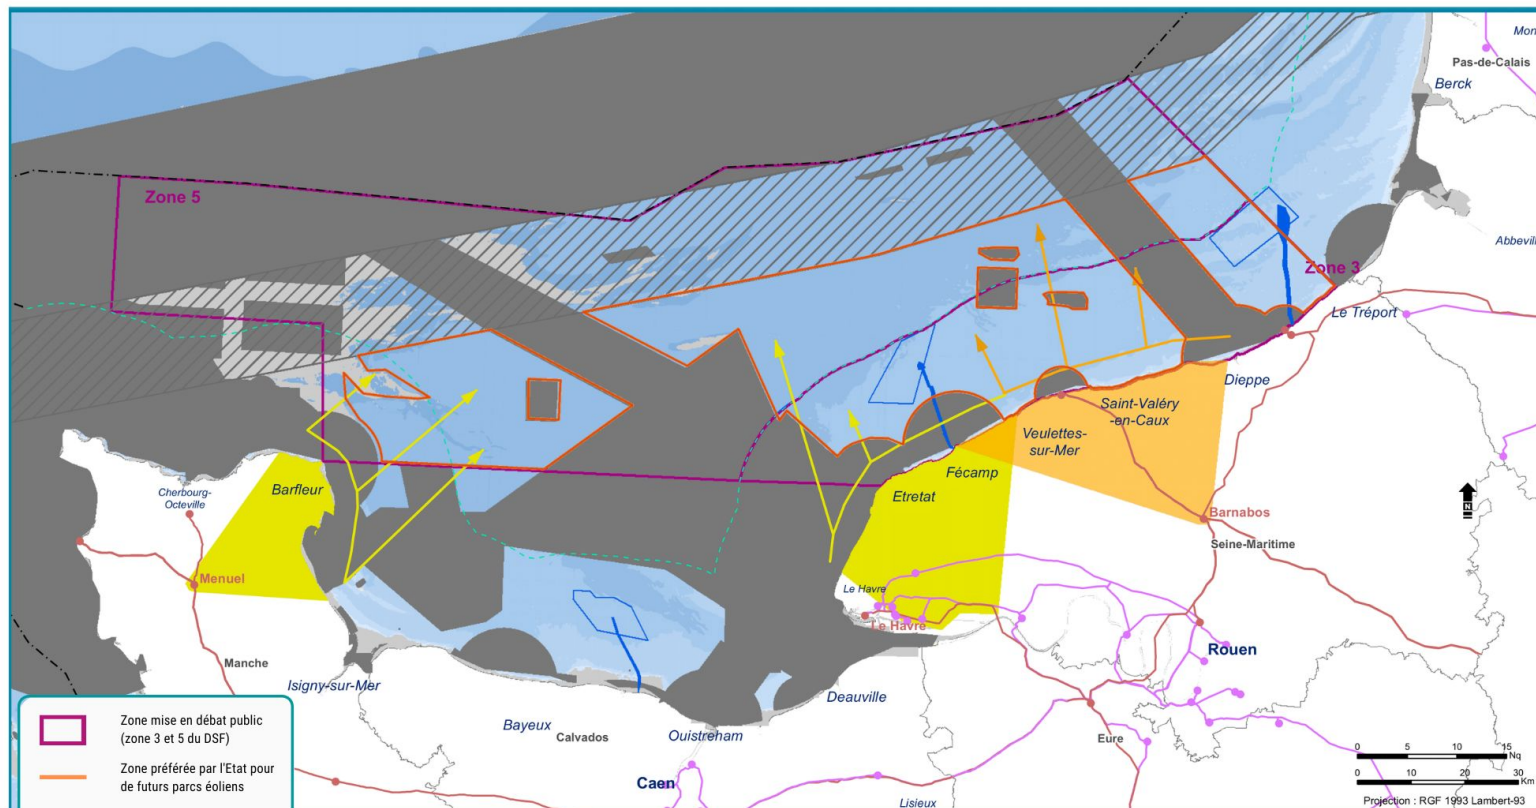 Mon
Pas-de-Calais
Berck
Zone 5
Abbevill
Zone 3
Le Tréport
Dieppe
Saint-Valéry
-en-Caux
Veulettes-
sur-Mer
Fécamp
Etretat
Barfleur
Cherbourg-
Octeville
N
Barnabos
Seine-Maritime
Menuel
Le Havre
Le Havre
Rouen
Manche
Isigny-sur-Mer
Deauville
Bayeux
Calvados
Ouistreham
Eure
Caen
Lisieux
Zone mise en débat public
(zone 3 et 5 du DSF)
Zone préférée par l'Etat pour
de futurs parcs éoliens
0 5 10 15
Nq
0 10 20 30
Km
Projection : RGF 1993 Lambert-93